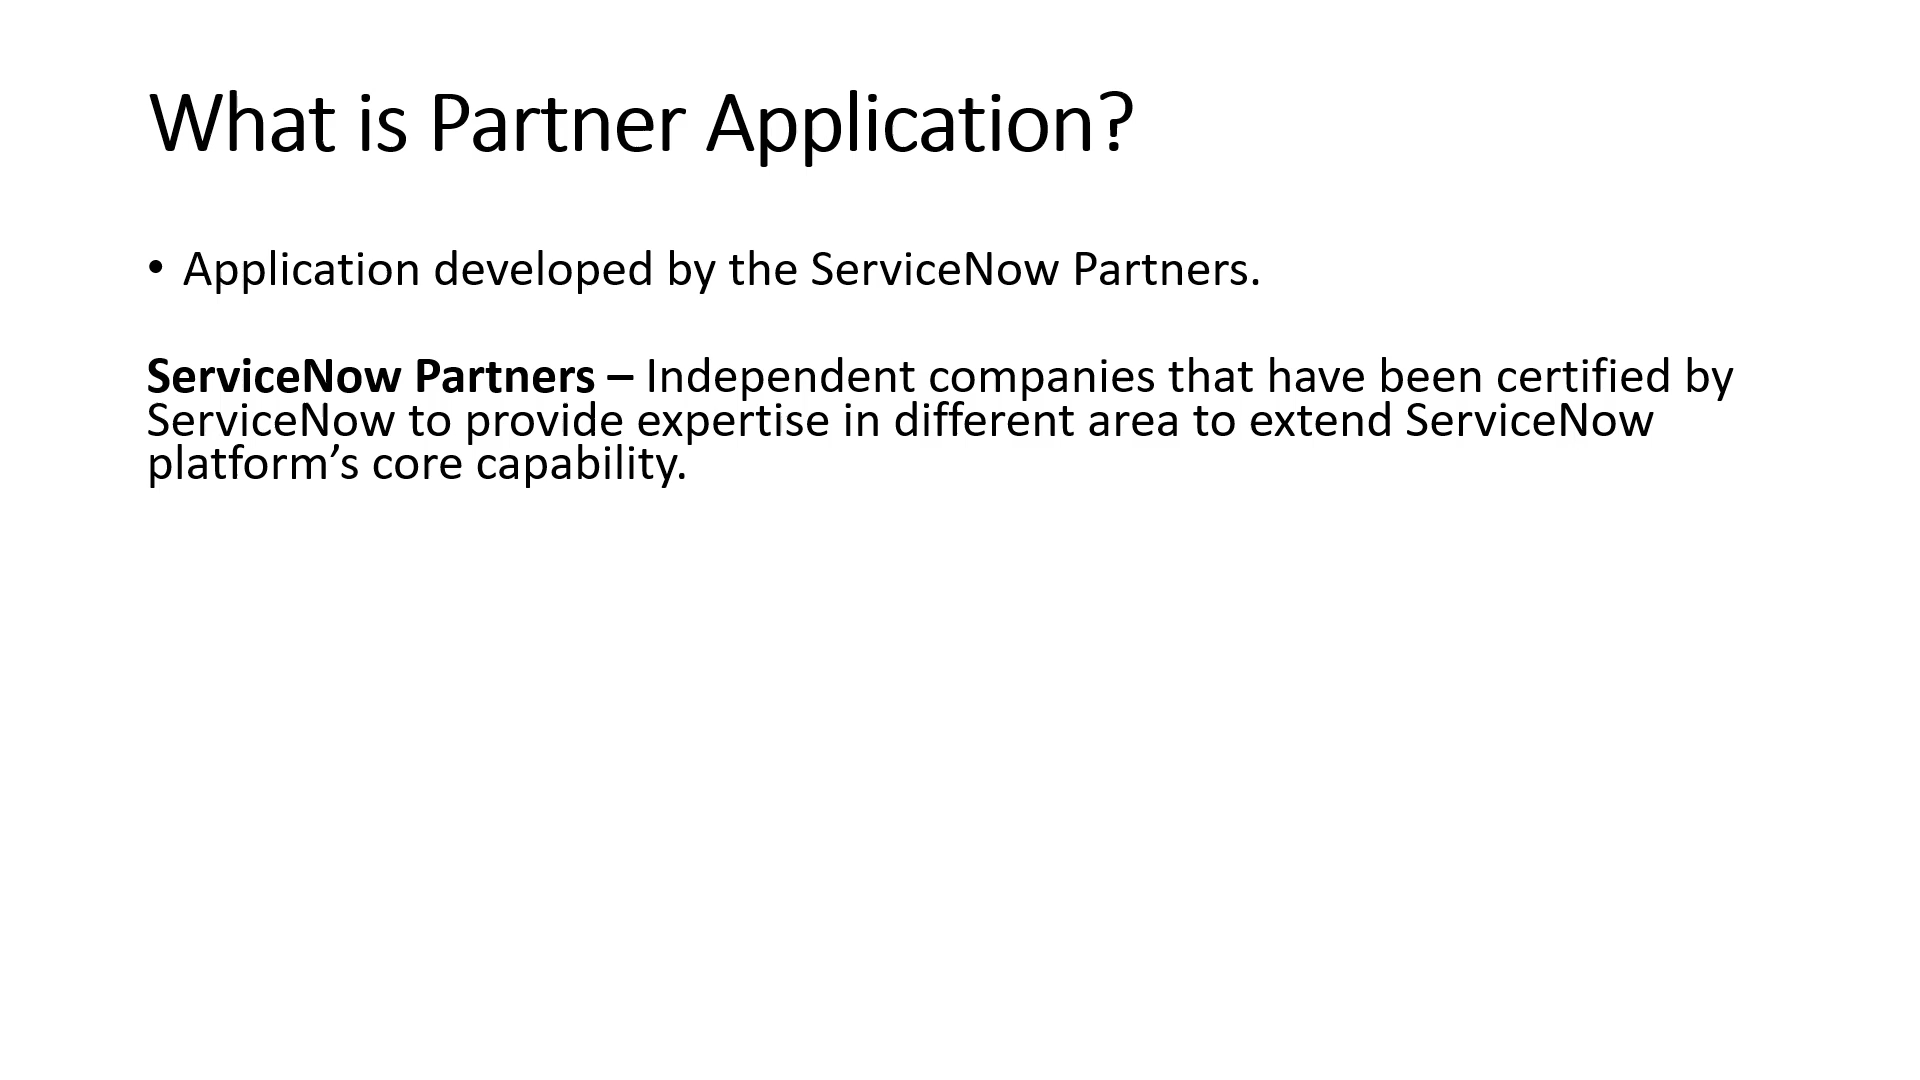 What is Partner Application?
• Application developed by the ServiceNow Partners.
ServiceNow Partners – Independent companies that have been certified by
ServiceNow to provide expertise in different area to extend ServiceNow
platform’s core capability.